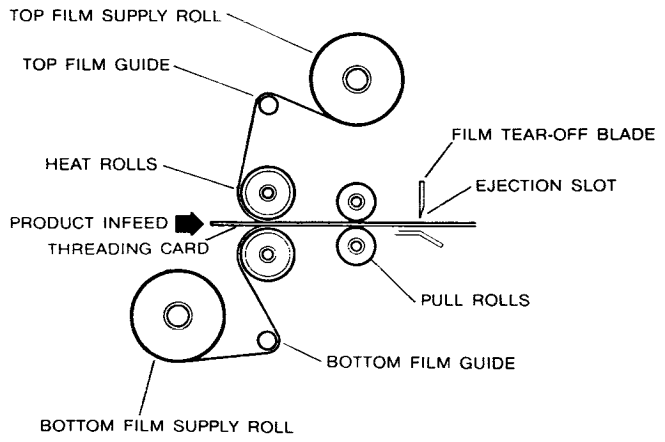 TOP FILM SUPPLY ROLL
TOP FILM GUIDE
FILM TEAR-OFF BLADE
HEAT ROLLS
EJECTION SLOT
PRODUCT INFEED
THREADING CARD
PULL ROLLS
BOTTOM FILM GUIDE
BOTTOM FILM SUPPLY ROLL